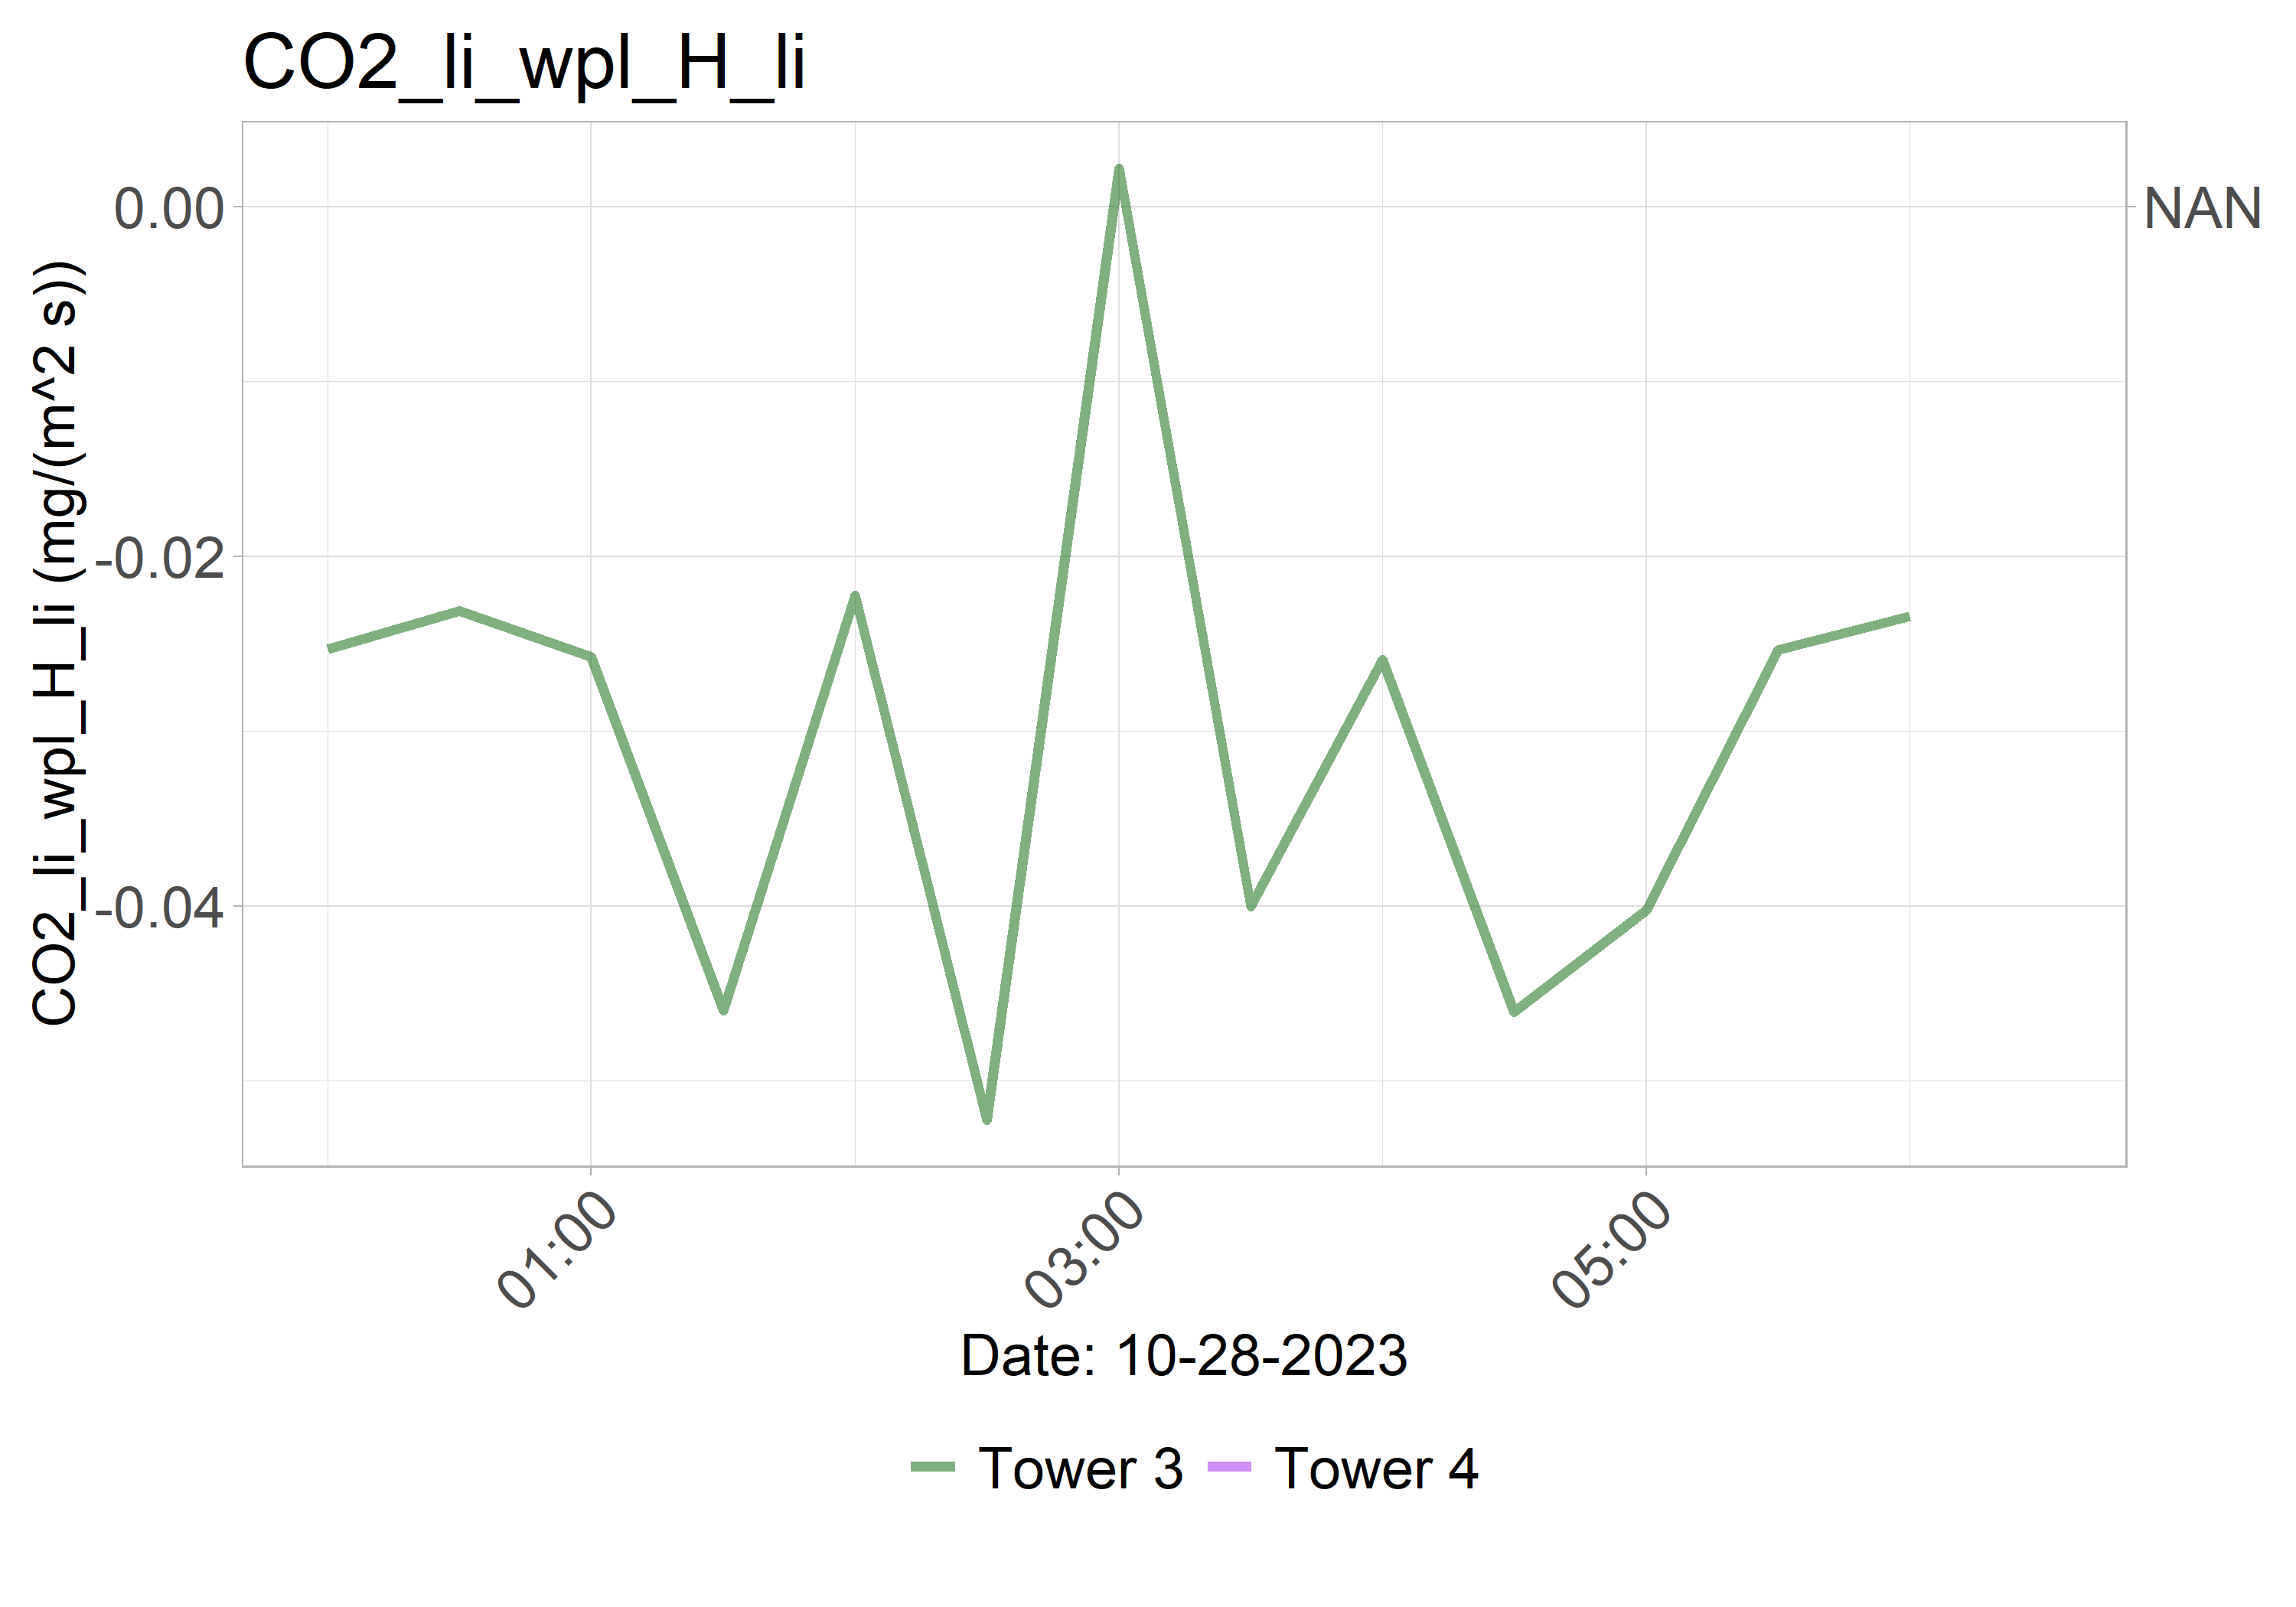 CO2_li_wpl_H_li
CO2_li_wpl_H_li (mg/(m^2 s))
0.00
-0.02
-0.04
NAN
01:00
03:00
05:00
Date: 10-28-2023
Tower 3
Tower 4